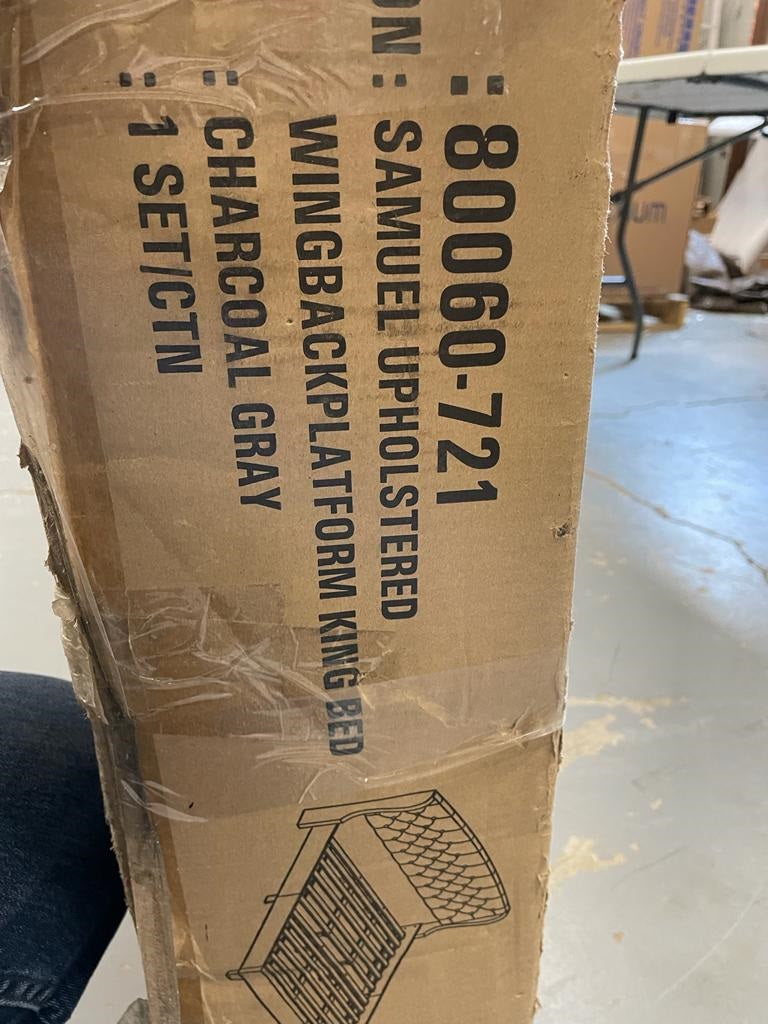 : 80060-721
ON : SAMUEL UPHOLSTERED
WINGBACKPLATFORM KING BED
: CHARCOAL GRAY
: 1 SET/CTN